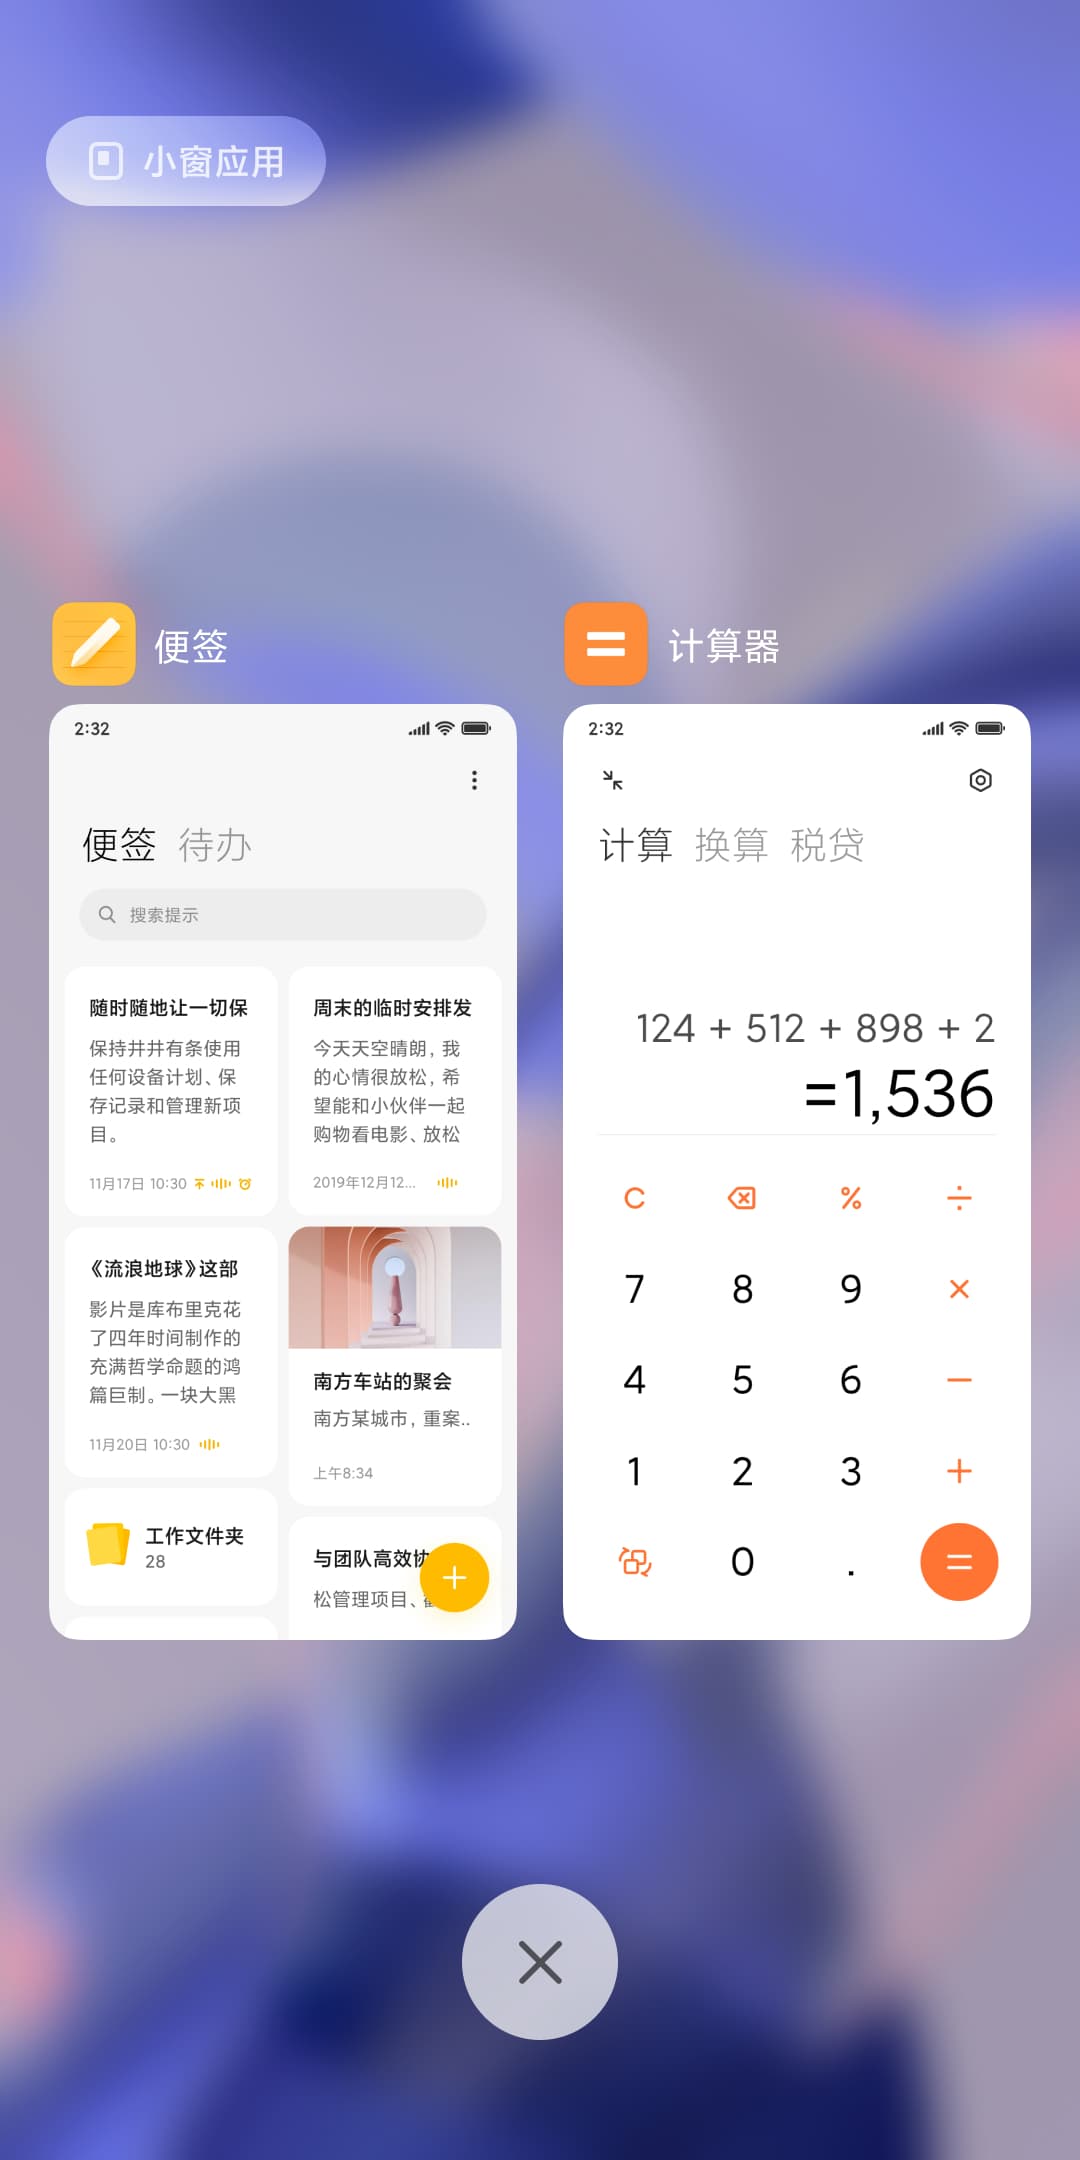 小窗应用
便签
计算器
2:32
便签 待办
搜索提示
随时随地让一切保
保持井井有条使用
任何设备计划、保
存记录和管理新项
目。
11月17日 10:30
周末的临时安排发
今天天空晴朗，我
的心情很放松，希
望能和小伙伴一起
购物看电影、放松
2019年12月12...
《流浪地球》这部
影片是库布里克花
了四年时间制作的
充满哲学命题的鸿
篇巨制。一块大黑
11月20日 10:30
南方车站的聚会
南方某城市，重案..
上午8:34
工作文件夹
28
与团队高效协
松管理项目、
2:32
计算 换算 税贷
124 + 512 + 898 + 2
=1,536
C % ÷
7 8 9 ×
4 5 6 −
1 2 3 +
0 . =